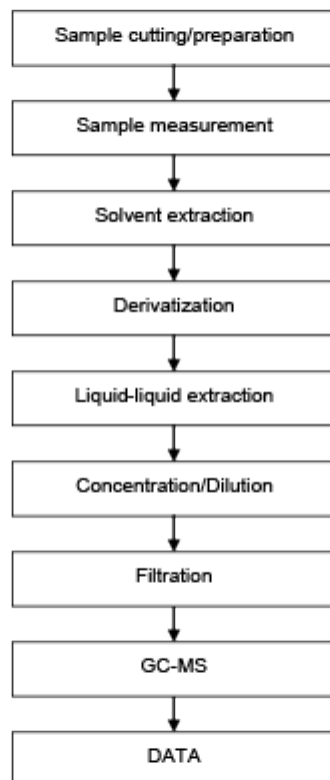 Sample cutting/preparation
Sample measurement
Solvent extraction
Derivatization
Liquid-liquid extraction
Concentration/Dilution
Filtration
GC-MS
DATA